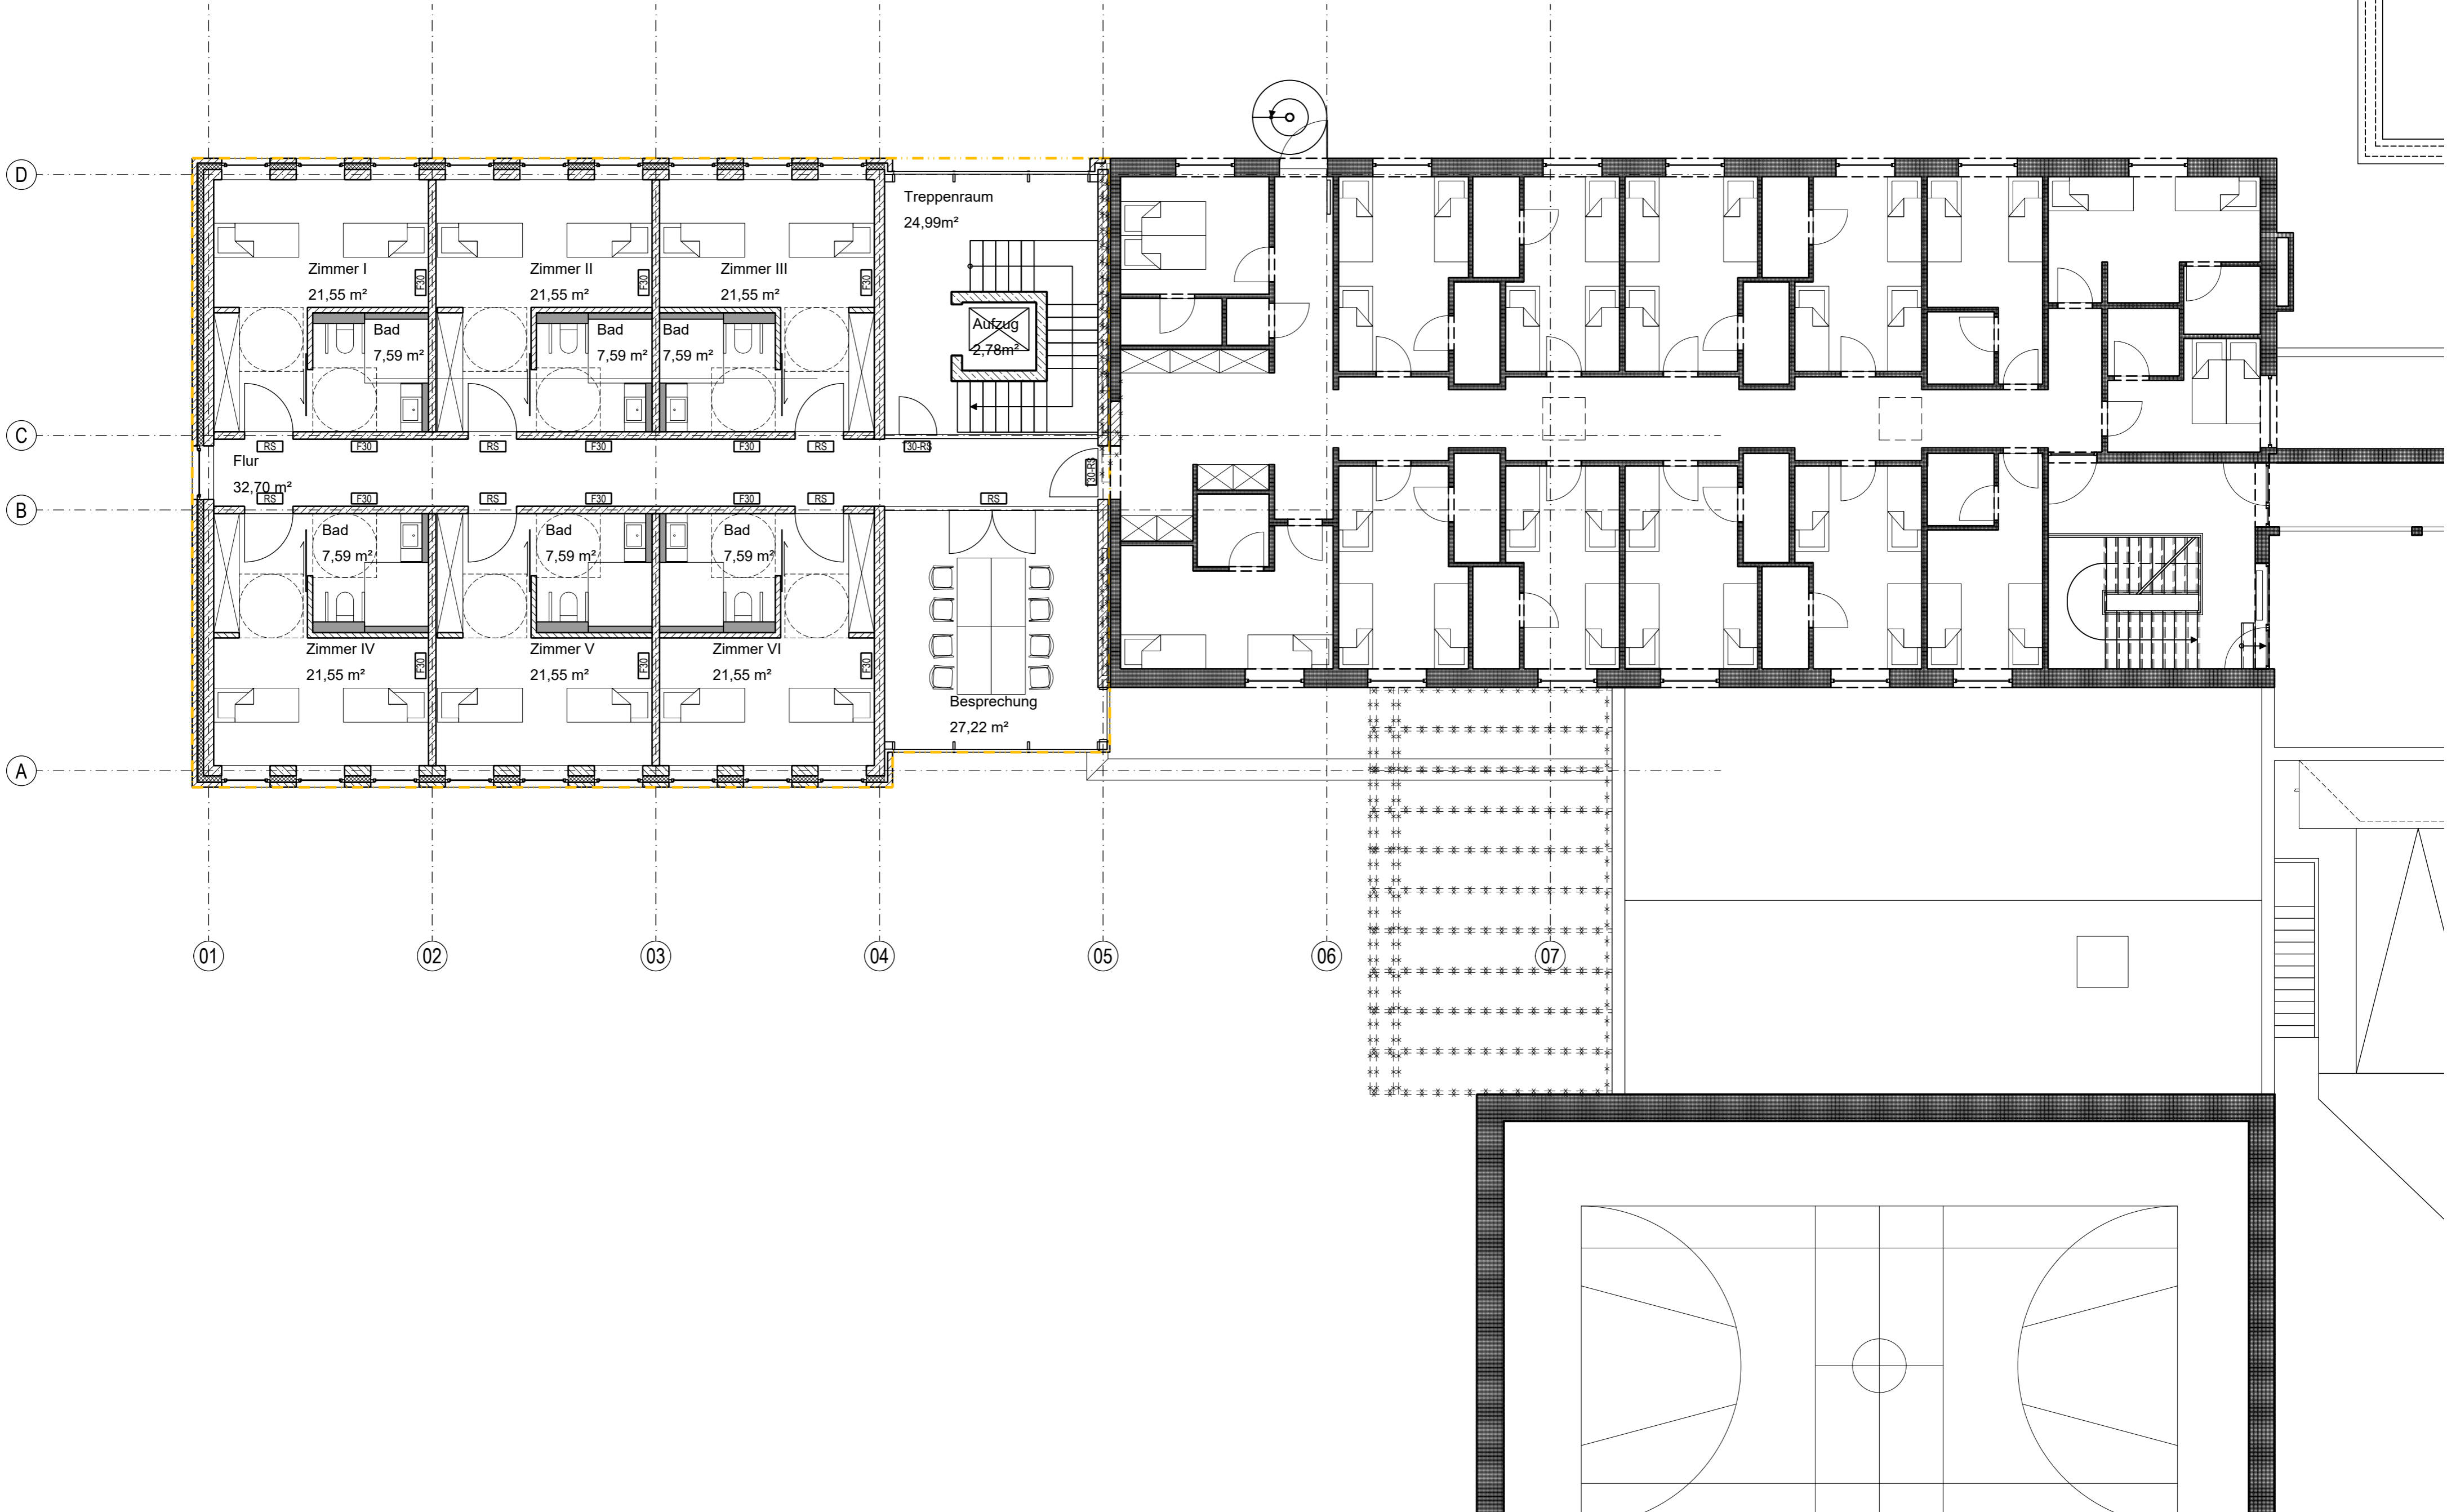 D
Treppenraum
24,99m²
Zimmer I
21,55 m²
F30
Zimmer II
21,55 m²
F30
Zimmer III
21,55 m²
F30
Bad
7,59 m²
Bad
7,59 m²
Bad
7,59 m²
Aufzug
2,78m²
C
RS
F30
RS
F30
F30
RS
T30-RS
Flur
32,70 m²
T30-RS
RS
F30
RS
F30
F30
RS
RS
B
Bad
7,59 m²
Bad
7,59 m²
Bad
7,59 m²
Zimmer IV
21,55 m²
F30
Zimmer V
21,55 m²
F30
Zimmer VI
21,55 m²
F30
Besprechung
27,22 m²
A
01
02
03
04
05
06
07